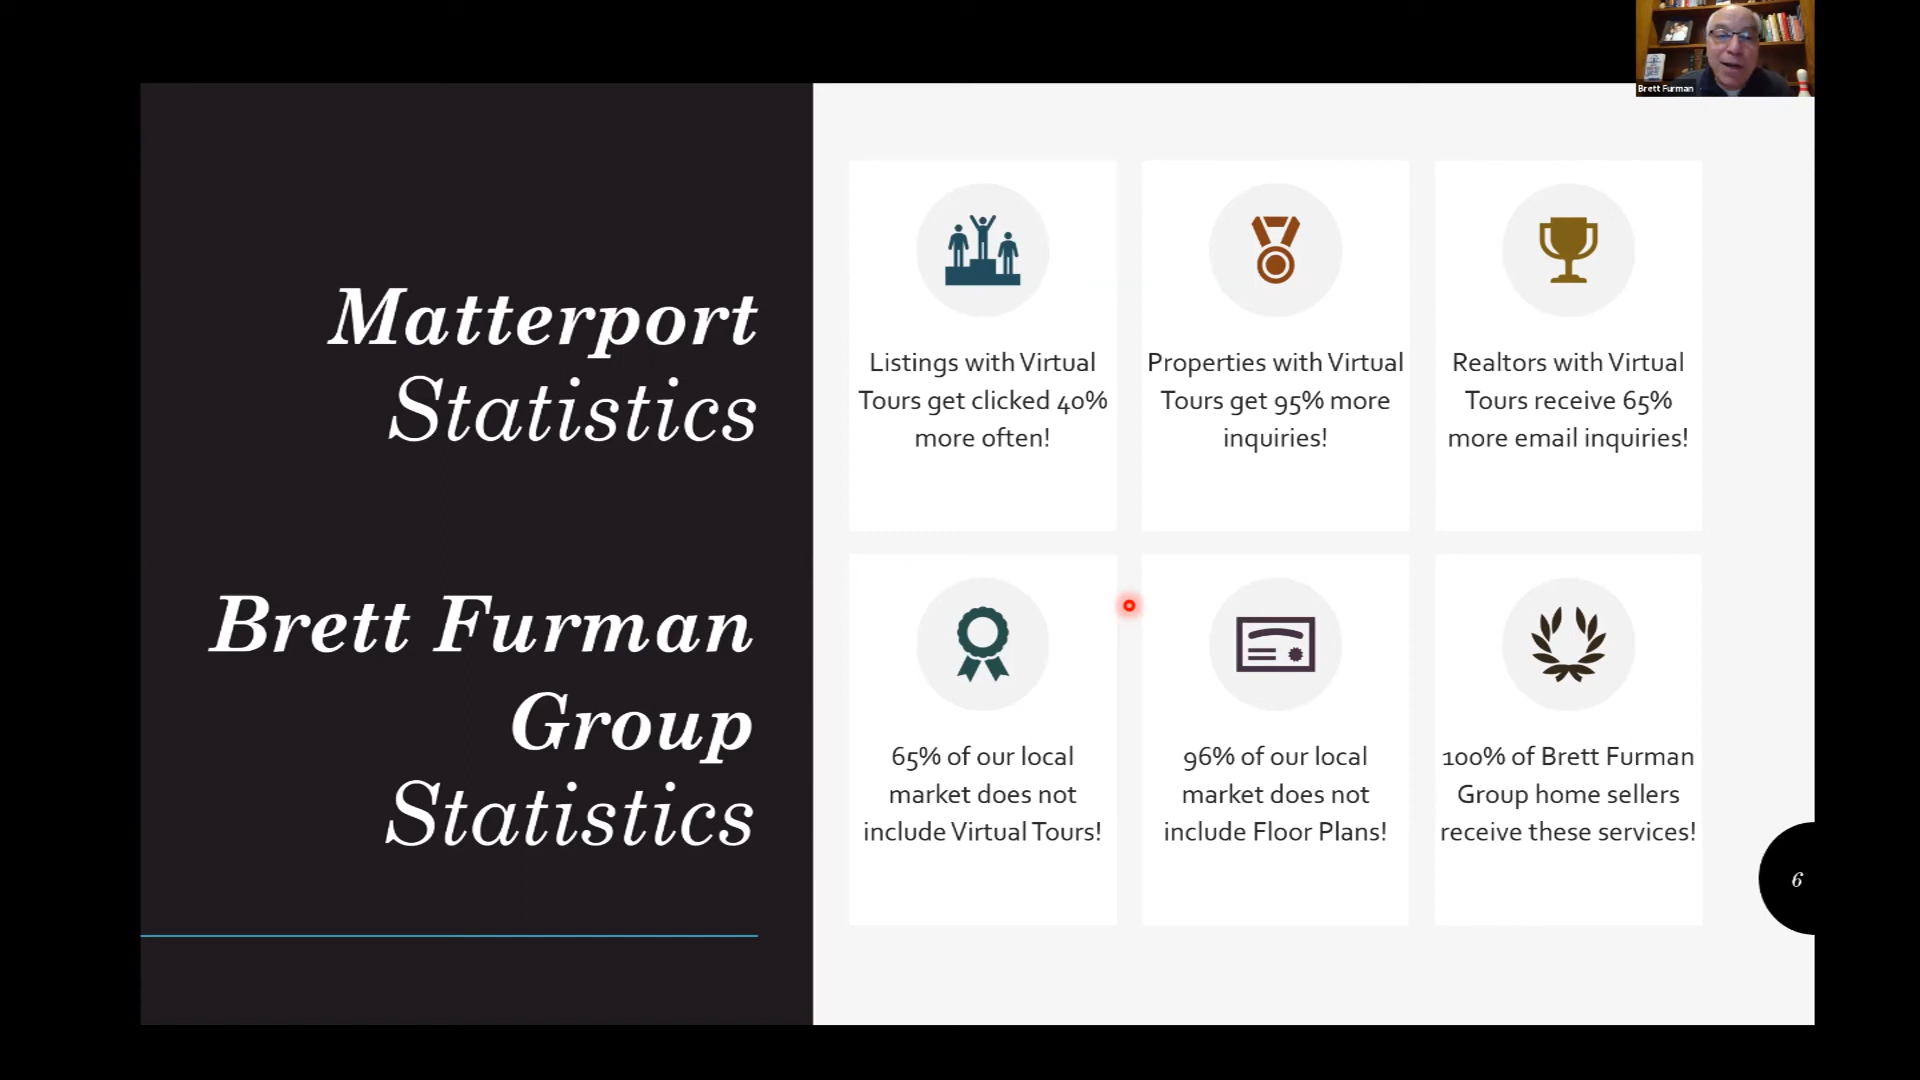 Brett Furman
Matterport
Statistics
Listings with Virtual
Tours get clicked 40%
more often!
Properties with Virtual
Tours get 95% more
inquiries!
Realtors with Virtual
Tours receive 65%
more email inquiries!
Brett Furman
Group
Statistics
65% of our local
market does not
include Virtual Tours!
96% of our local
market does not
include Floor Plans!
100% of Brett Furman
Group home sellers
receive these services!
6